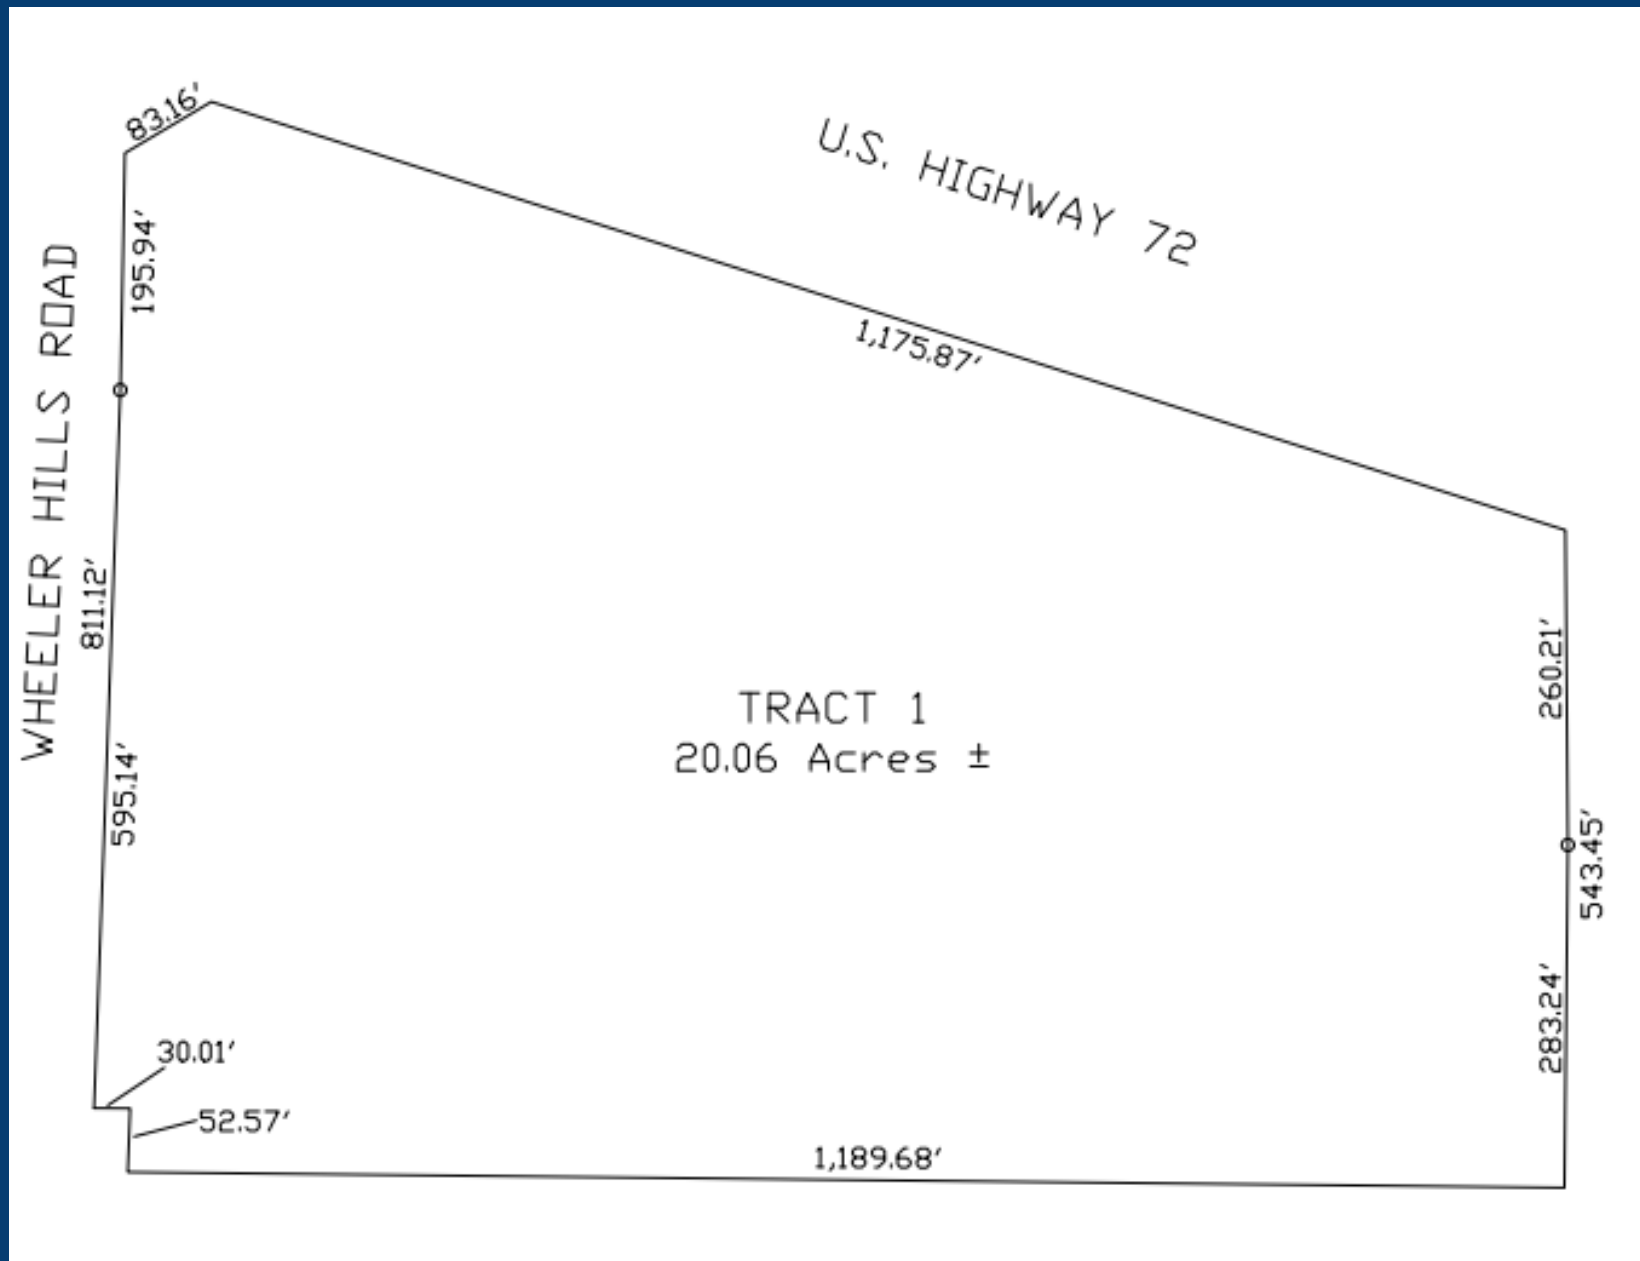 83.16'
U.S. HIGHWAY 72
195.94'
WHEELER HILLS ROAD
1,175.87'
811.12'
260.21'
TRACT 1
20.06 Acres ±
595.14'
543.45'
283.24'
30.01'
52.57'
1,189.68'